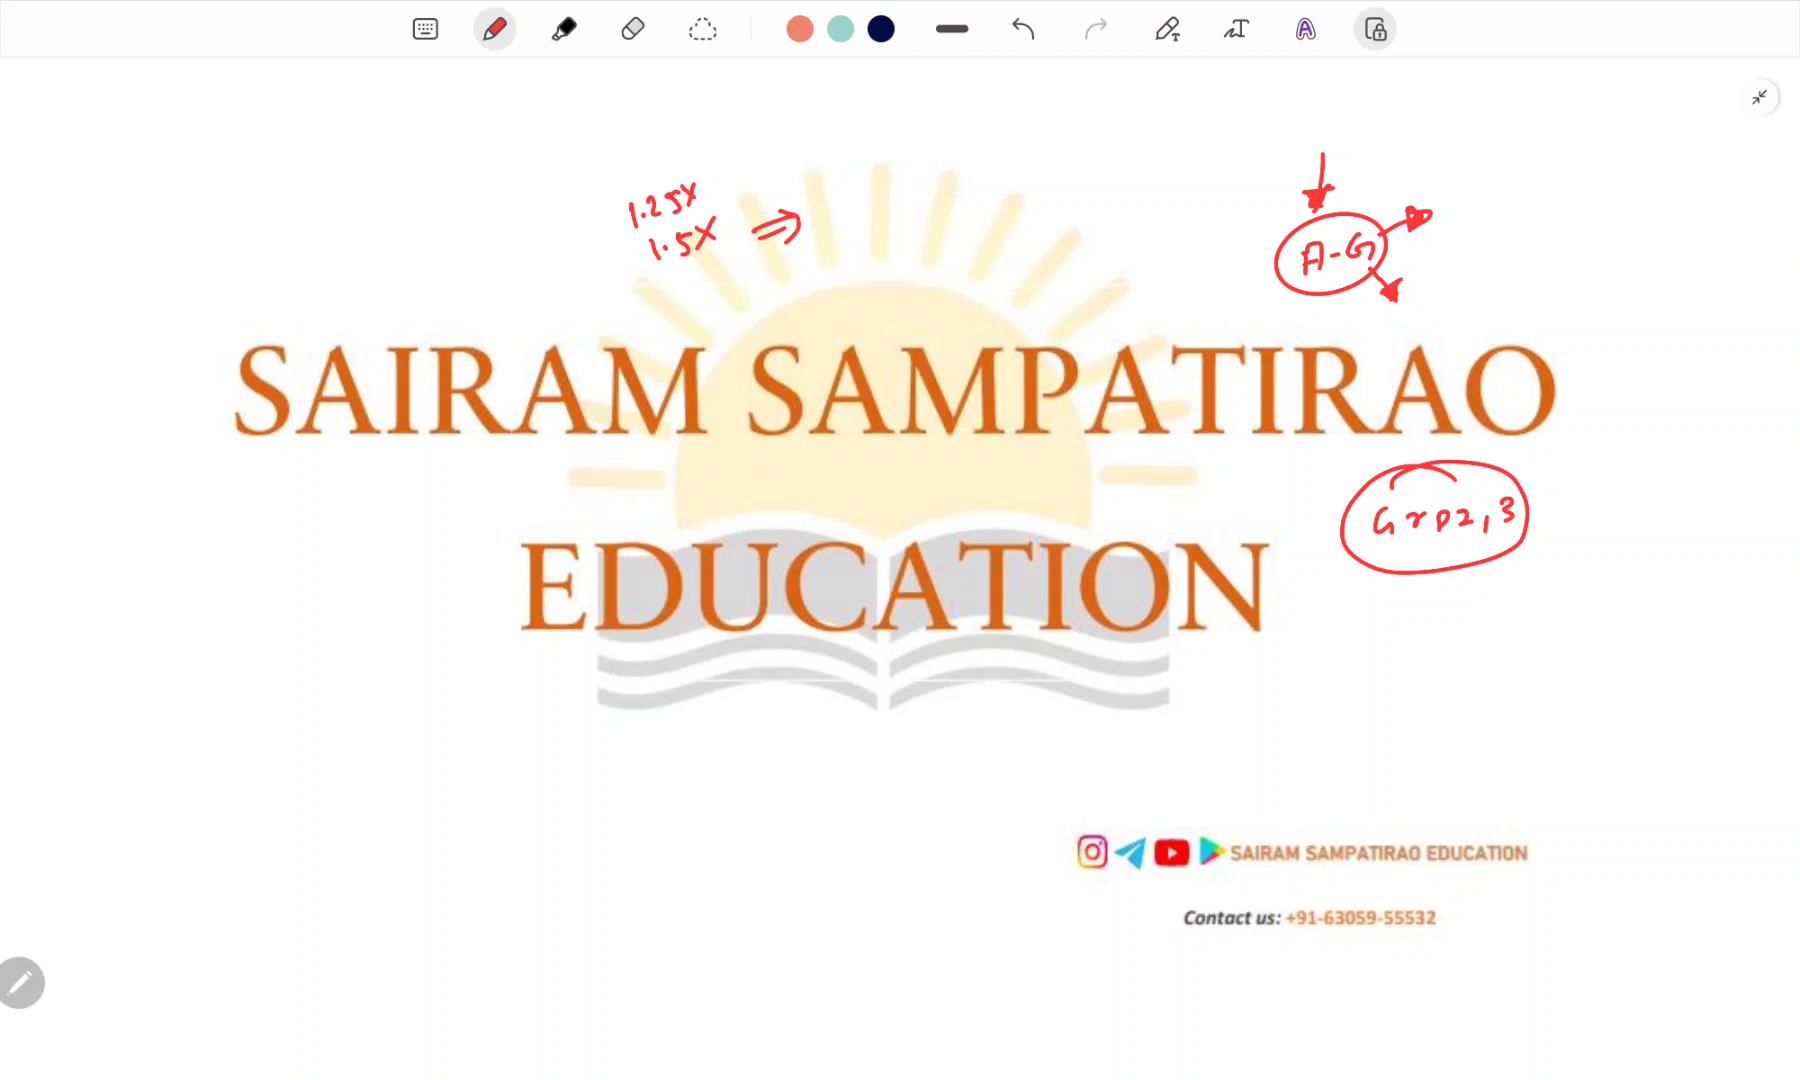 1.25X
1.5X
A-G
SAIRAM SAMPATIRAO
Grp2,3
EDUCATION
SAIRAM SAMPATIRAO EDUCATION
Contact us: +91-63059-55532